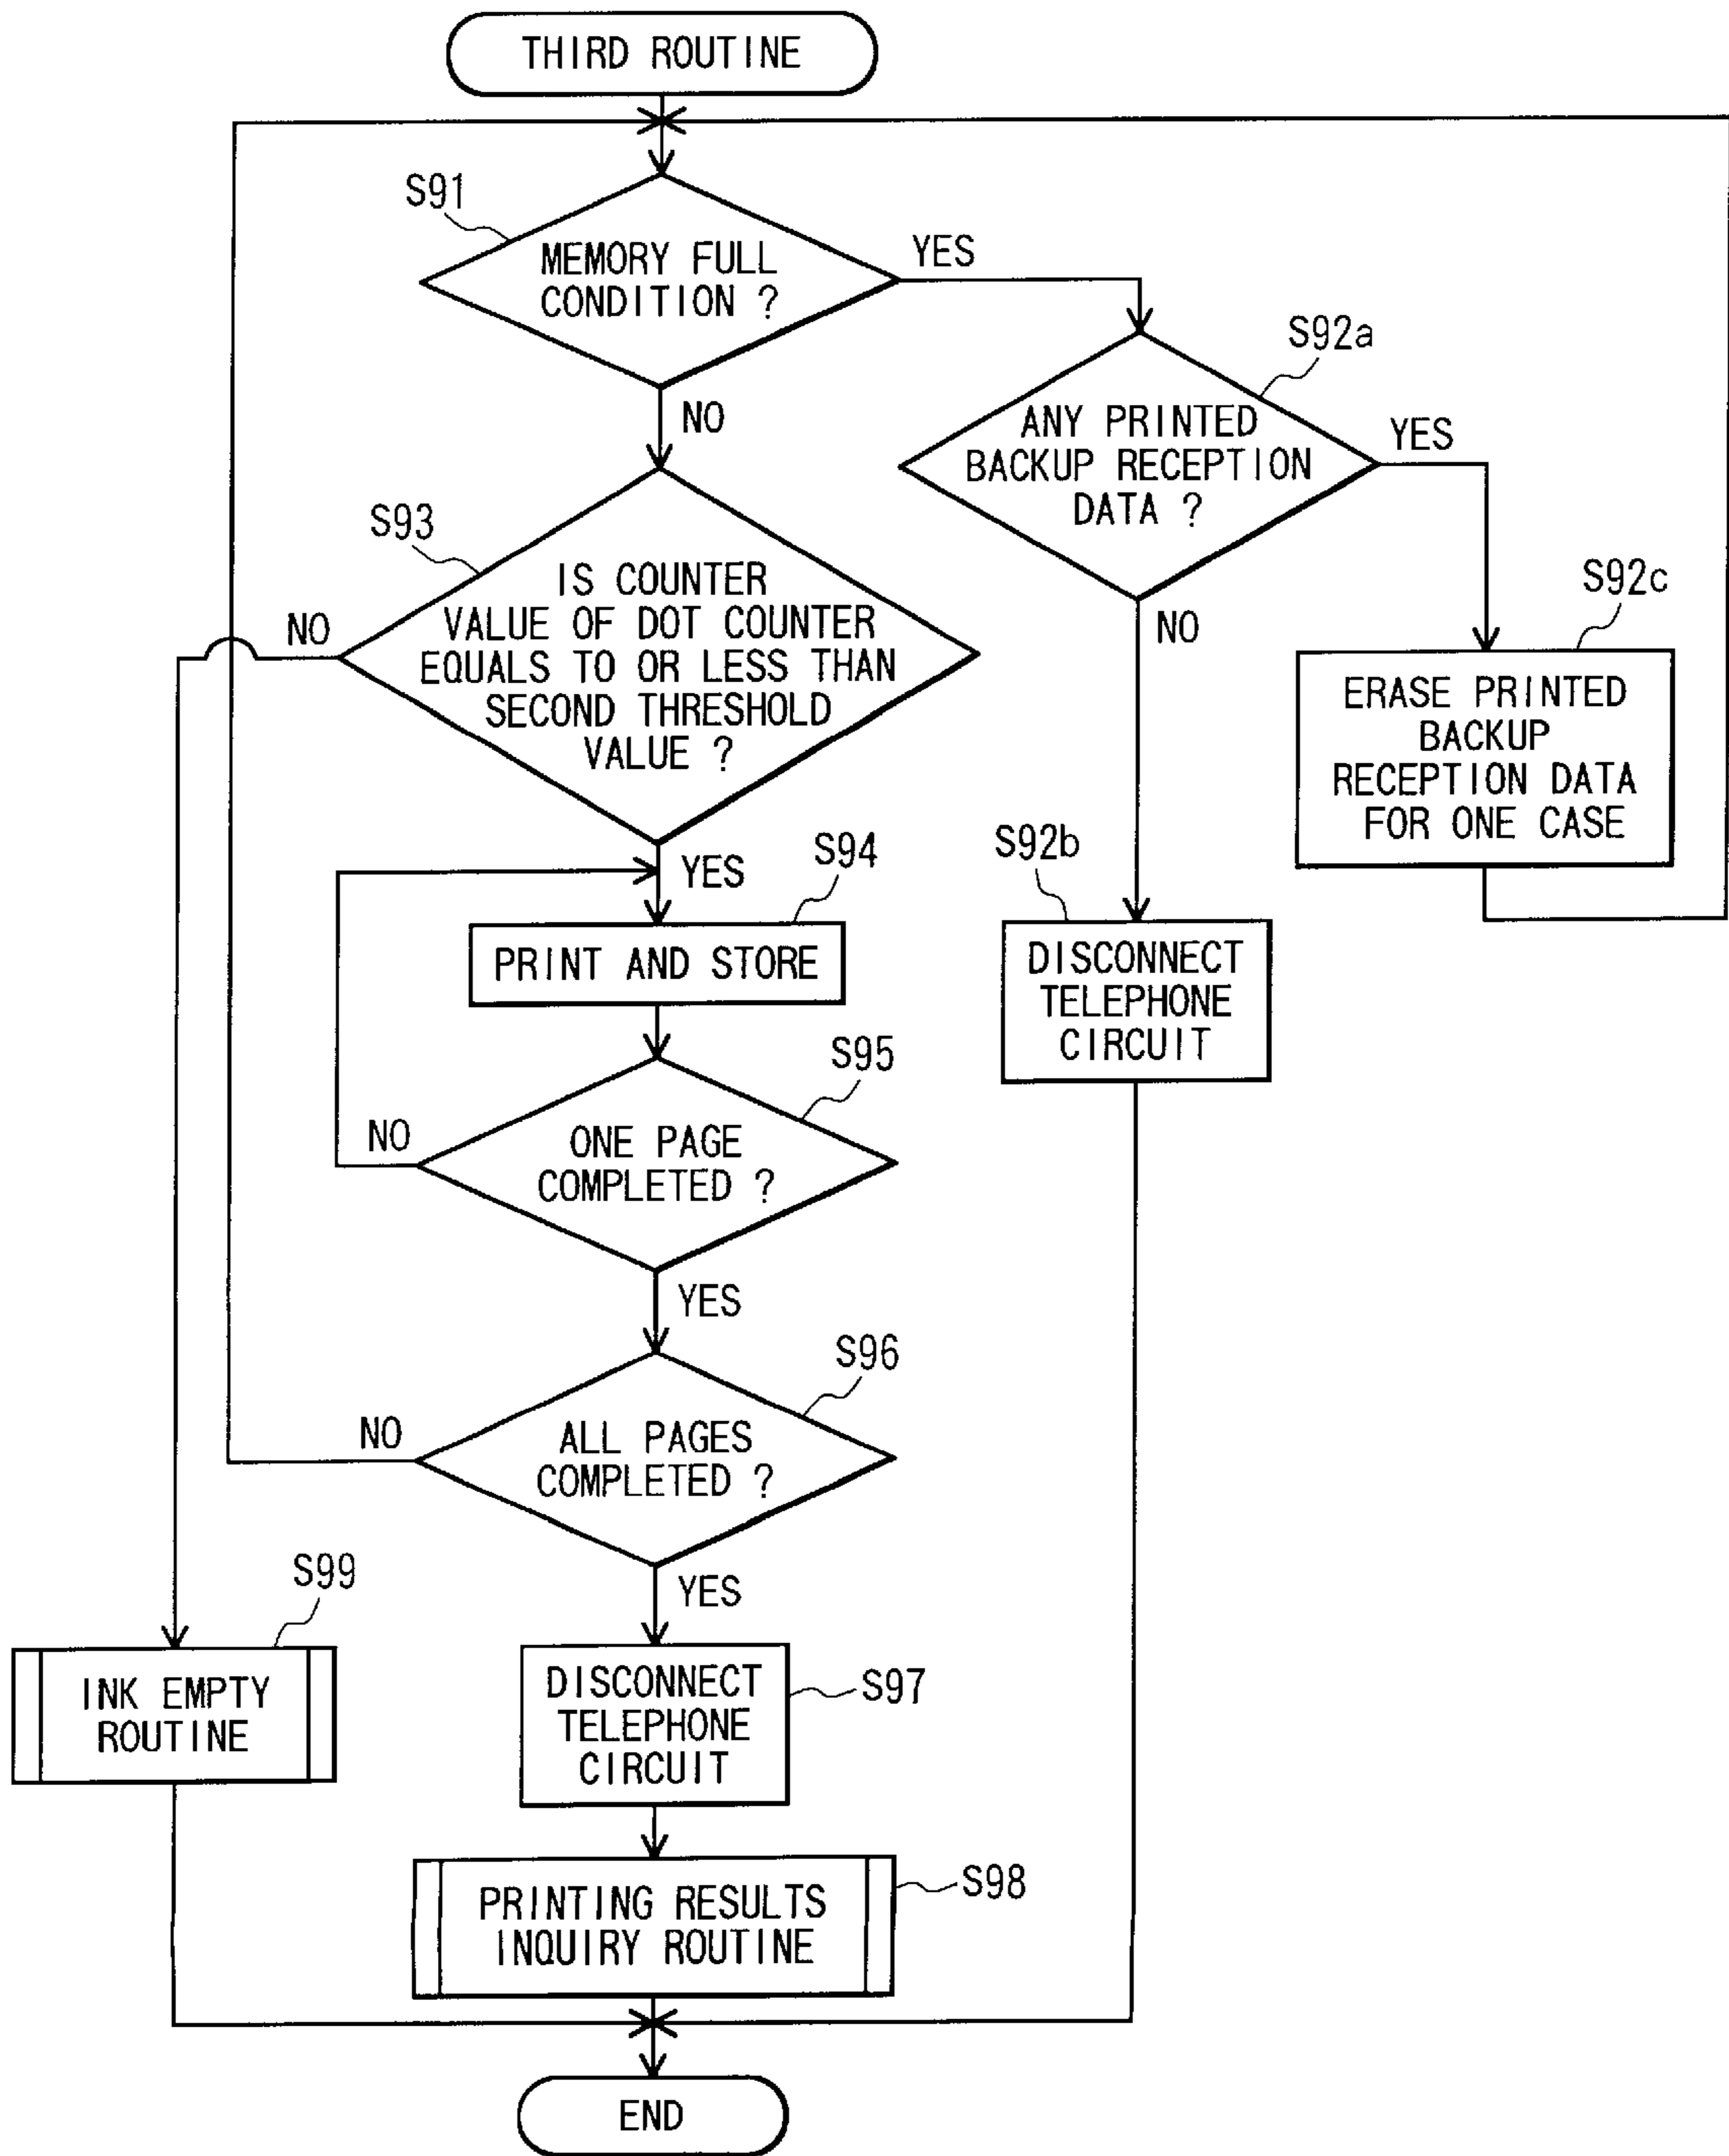 THIRD ROUTINE
S91
MEMORY FULL
CONDITION ?
YES
NO
S92a
ANY PRINTED
BACKUP RECEPTION
DATA ?
YES
NO
S92c
ERASE PRINTED
BACKUP
RECEPTION DATA
FOR ONE CASE
S93
IS COUNTER
VALUE OF DOT COUNTER
EQUALS TO OR LESS THAN
SECOND THRESHOLD
VALUE ?
NO
YES
S94
PRINT AND STORE
S92b
DISCONNECT
TELEPHONE
CIRCUIT
S95
ONE PAGE
COMPLETED ?
NO
YES
S96
ALL PAGES
COMPLETED ?
NO
YES
S99
INK EMPTY
ROUTINE
DISCONNECT
TELEPHONE
CIRCUIT
S97
PRINTING RESULTS
INQUIRY ROUTINE
S98
END